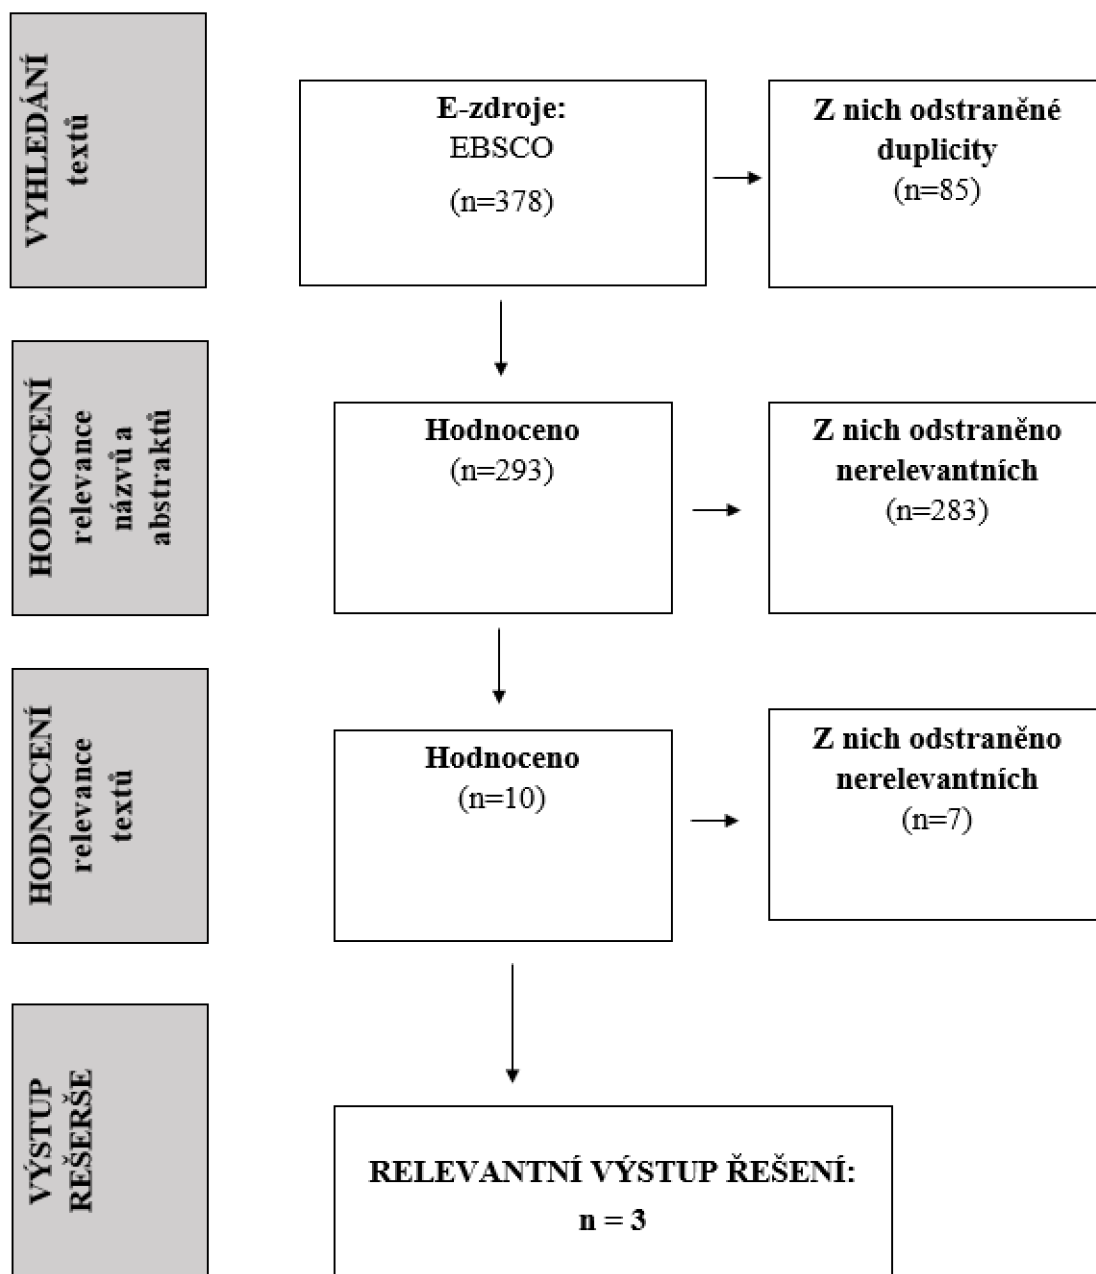 VYHLEDÁNÍ
textů
E-zdroje:
EBSCO
(n=378)
Z nich odstraněné
duplicity
(n=85)
HODNOCENÍ
relevance
názvů a
abstraktů
Hodnoceno
(n=293)
Z nich odstraněno
nerelevantních
(n=283)
HODNOCENÍ
relevance
textů
Hodnoceno
(n=10)
Z nich odstraněno
nerelevantních
(n=7)
VÝSTUP
REŠERŠE
RELEVANTNÍ VÝSTUP ŘEŠENÍ:
n = 3